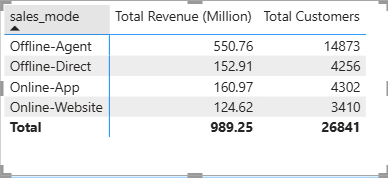 sales_mode Total Revenue (Million) Total Customers
Offline-Agent 550.76 14873
Offline-Direct 152.91 4256
Online-App 160.97 4302
Online-Website 124.62 3410
Total 989.25 26841